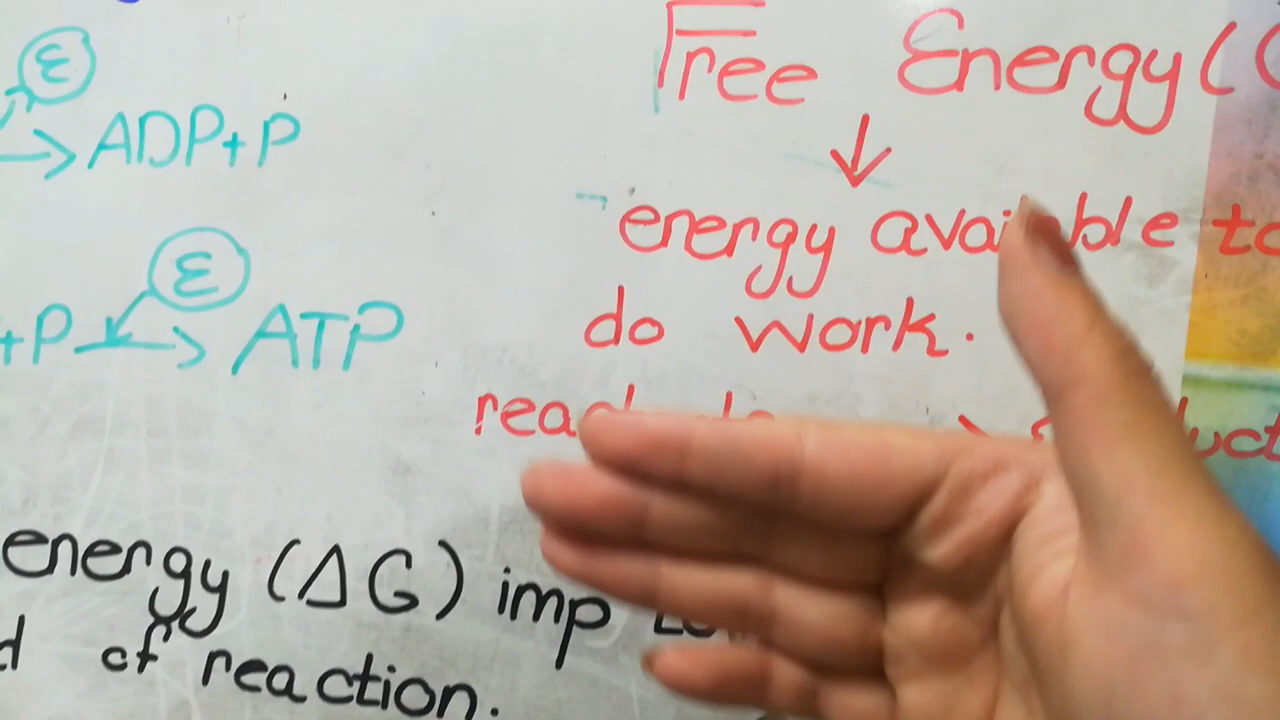 ε
→ ADP+P
ε
+P → ATP
Free Energy (
↓
energy available to
do work.
energy (ΔG) imp
of reaction.